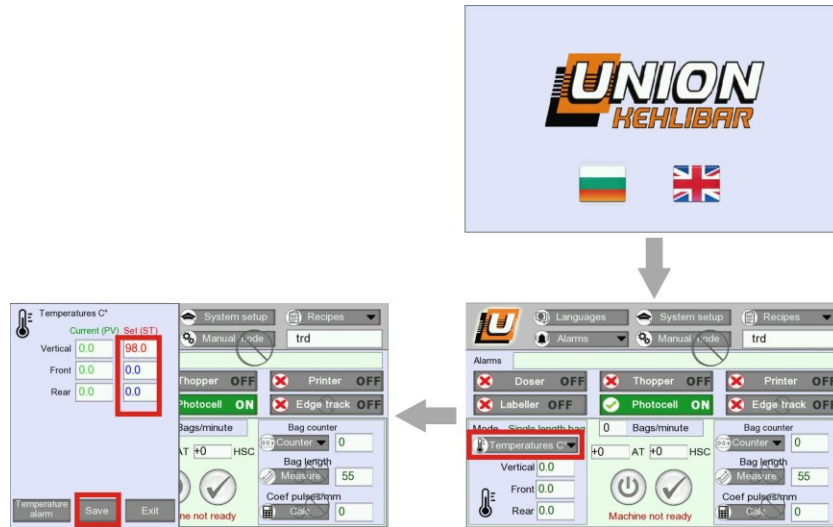 UNION
KEHLIBAR
Temperatures C°
Current (PV) Set (ST)
Vertical 0.0 98.0
Front 0.0 0.0
Rear 0.0 0.0
Temperature alarm Save Exit
System setup Recipes
Manual mode trd
Thopper OFF Printer OFF
Photocell ON Edge track OFF
Bags/minute Bag counter
Counter 0
AT +0 HSC
Bag length
Measure 55
Coef pulses/mm
Calc 0
ne not ready
Languages System setup Recipes
Alarms Manual mode trd
Alarms
Doser OFF Thopper OFF Printer OFF
Labeller OFF Photocell ON Edge track OFF
Mode Single length bag 0 Bags/minute Bag counter
Temperatures C° Counter 0
+0 AT +0 HSC
Bag length
Vertical 0.0 Measure 55
Front 0.0 Coef pulses/mm
Rear 0.0 Calc 0
Machine not ready